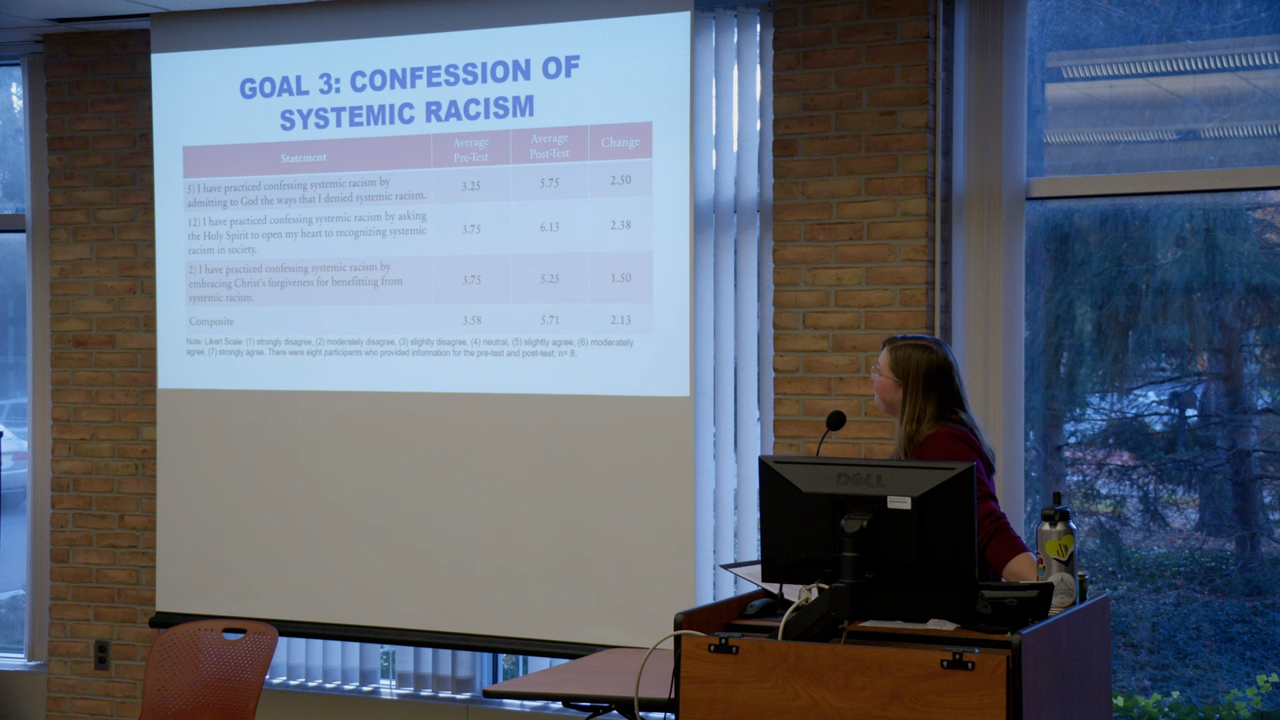 GOAL 3: CONFESSION OF
SYSTEMIC RACISM
Statement
Average
Pre-Test
Average
Post-Test
Change
5) I have practiced confessing systemic racism by
admitting to God the ways that I denied systemic racism.
3.25
5.75
2.50
12) I have practiced confessing systemic racism by asking
the Holy Spirit to open my heart to recognizing systemic
racism in society.
3.75
6.13
2.38
2) I have practiced confessing systemic racism by
embracing Christ's forgiveness for benefitting from
systemic racism.
3.75
5.25
1.50
Composite
3.58
5.71
2.13
Note: Likert Scale: (1) strongly disagree, (2) moderately disagree, (3) slightly disagree, (4) neutral, (5) slightly agree, (6) moderately
agree, (7) strongly agree. There were eight participants who provided information for the pre-test and post-test; n= 8.
DELL